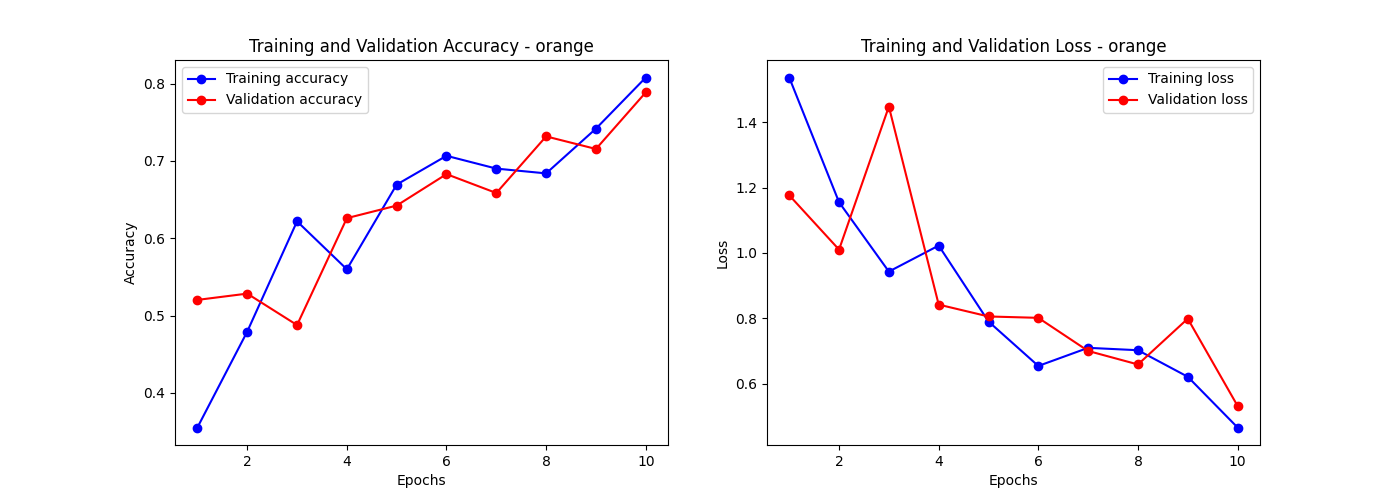 Training and Validation Accuracy - orange
Training accuracy
Validation accuracy
0.8
0.7
0.6
0.5
0.4
Accuracy
2 4 6 8 10
Epochs
Training and Validation Loss - orange
Training loss
Validation loss
1.4
1.2
1.0
0.8
0.6
Loss
2 4 6 8 10
Epochs